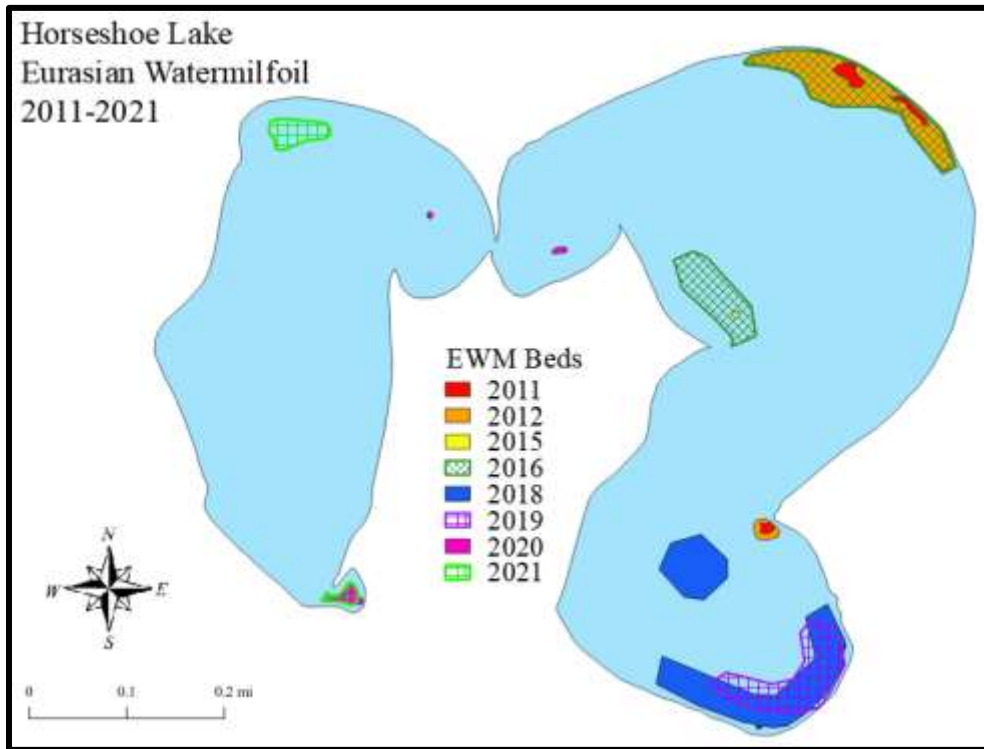 Horseshoe Lake
Eurasian Watermilfoil
2011-2021
EWM Beds
2011
2012
2015
2016
2018
2019
2020
2021
N
W E
S
0 0.1 0.2 mi